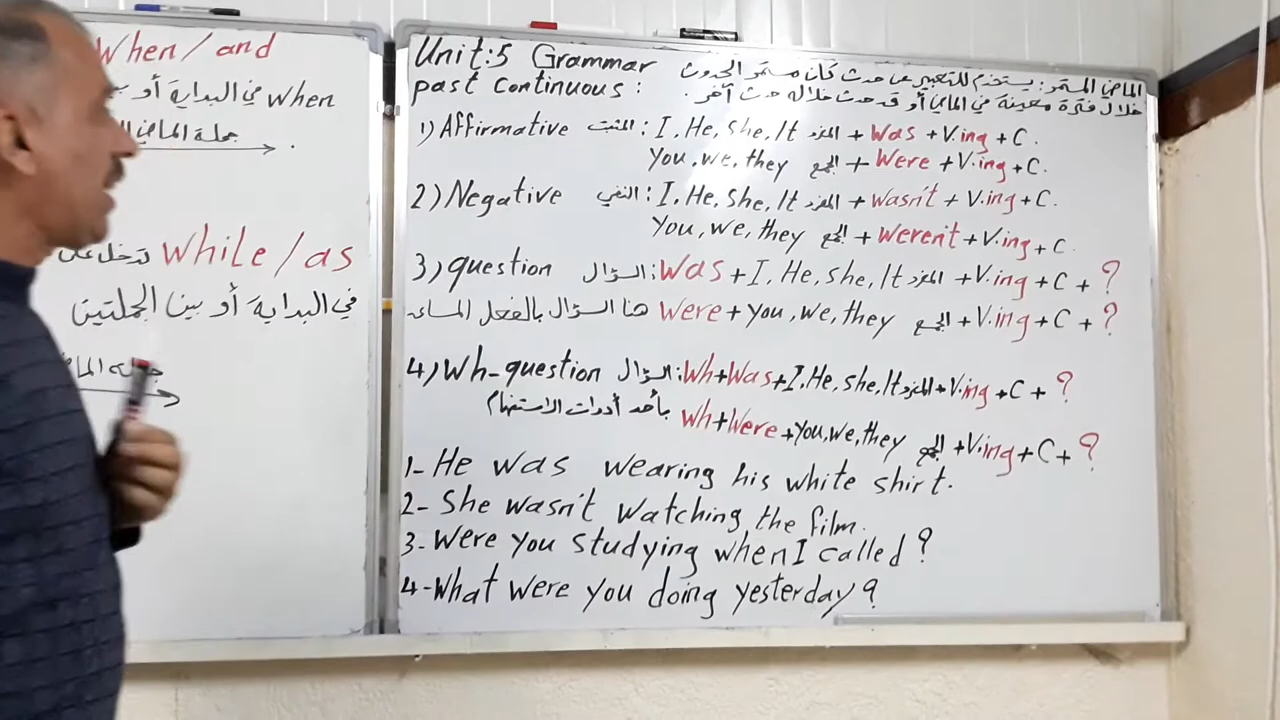 When / and
في البداية أو when
جملة الماضي
while / as تدخل على
في البداية أو بين الجملتين
جملة
Unit:5 Grammar
past continuous:
الماضي المستمر: يستخدم للتعبير عن حدث كان مستمر الحدوث
خلال فترة معينة في الماضي أو قد حدث خلاله حدث آخر.
1) Affirmative المثبت: I, He, She, It المفرد + Was + V.ing + C.
You, we, they الجمع + Were + V.ing + C.
2) Negative النفي: I, He, She, It المفرد + Wasn't + V.ing + C.
You, we, they الجمع + Weren't + V.ing + C.
3) question السؤال: Was + I, He, she, It المفرد + V.ing + C + ?
هنا السؤال بالفعل Were + you, we, they الجمع + V.ing + C + ?
4) Wh-question السؤال: Wh + Was + I, He, she, It المفرد + V.ing + C + ?
بأحد أدوات الاستفهام Wh + Were + you, we, they الجمع + V.ing + C + ?
1- He was wearing his white shirt.
2- She wasn't watching the film.
3- Were you studying when I called?
4- What were you doing yesterday?